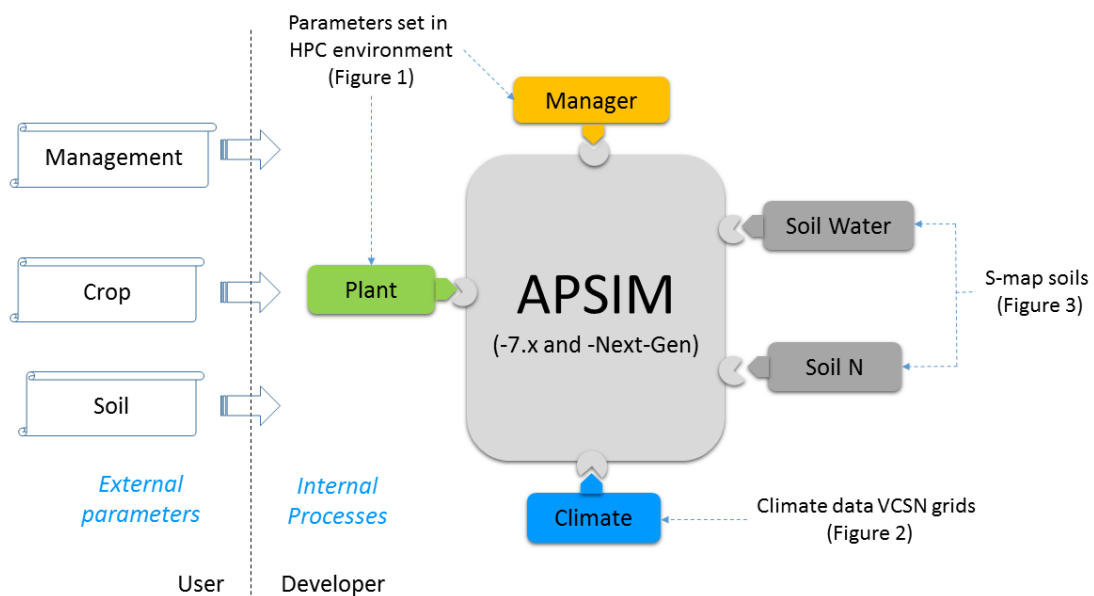 Parameters set in
HPC environment
(Figure 1)
Manager
Management
Soil Water
Crop
Plant
APSIM
(-7.x and -Next-Gen)
S-map soils
(Figure 3)
Soil N
Soil
External
parameters
Internal
Processes
Climate
Climate data VCSN grids
(Figure 2)
User
Developer